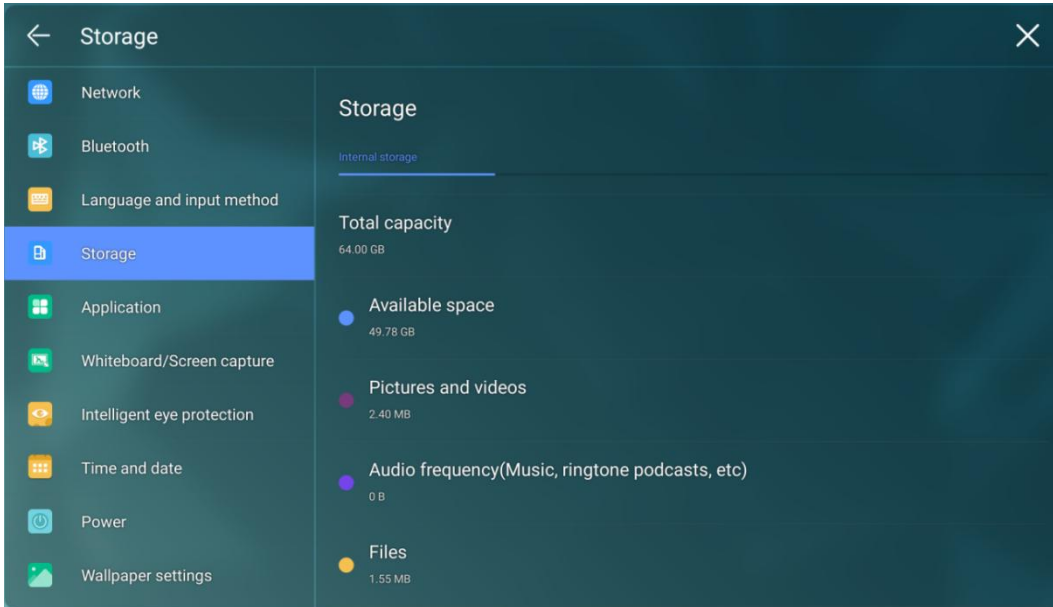 Storage
Network
Bluetooth
Language and input method
Storage
Application
Whiteboard/Screen capture
Intelligent eye protection
Time and date
Power
Wallpaper settings
Storage
Internal storage
Total capacity
64.00 GB
Available space
49.78 GB
Pictures and videos
2.40 MB
Audio frequency(Music, ringtone podcasts, etc)
0 B
Files
1.55 MB